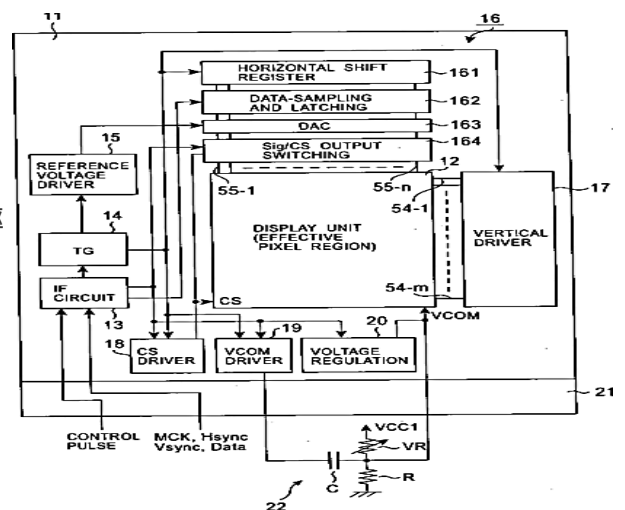 11
16
HORIZONTAL SHIFT
REGISTER
161
DATA-SAMPLING
AND LATCHING
162
DAC
163
Sig/CS OUTPUT
SWITCHING
164
15
REFERENCE
VOLTAGE
DRIVER
55-1
55-n
12
54-1
17
14
TG
DISPLAY UNIT
(EFFECTIVE
PIXEL REGION)
VERTICAL
DRIVER
IF CIRCUIT
13
CS
54-m
VCOM
18
CS
DRIVER
19
VCOM
DRIVER
20
VOLTAGE
REGULATION
21
CONTROL
PULSE
MCK, Hsync
Vsync, Data
VCC1
VR
C
R
22